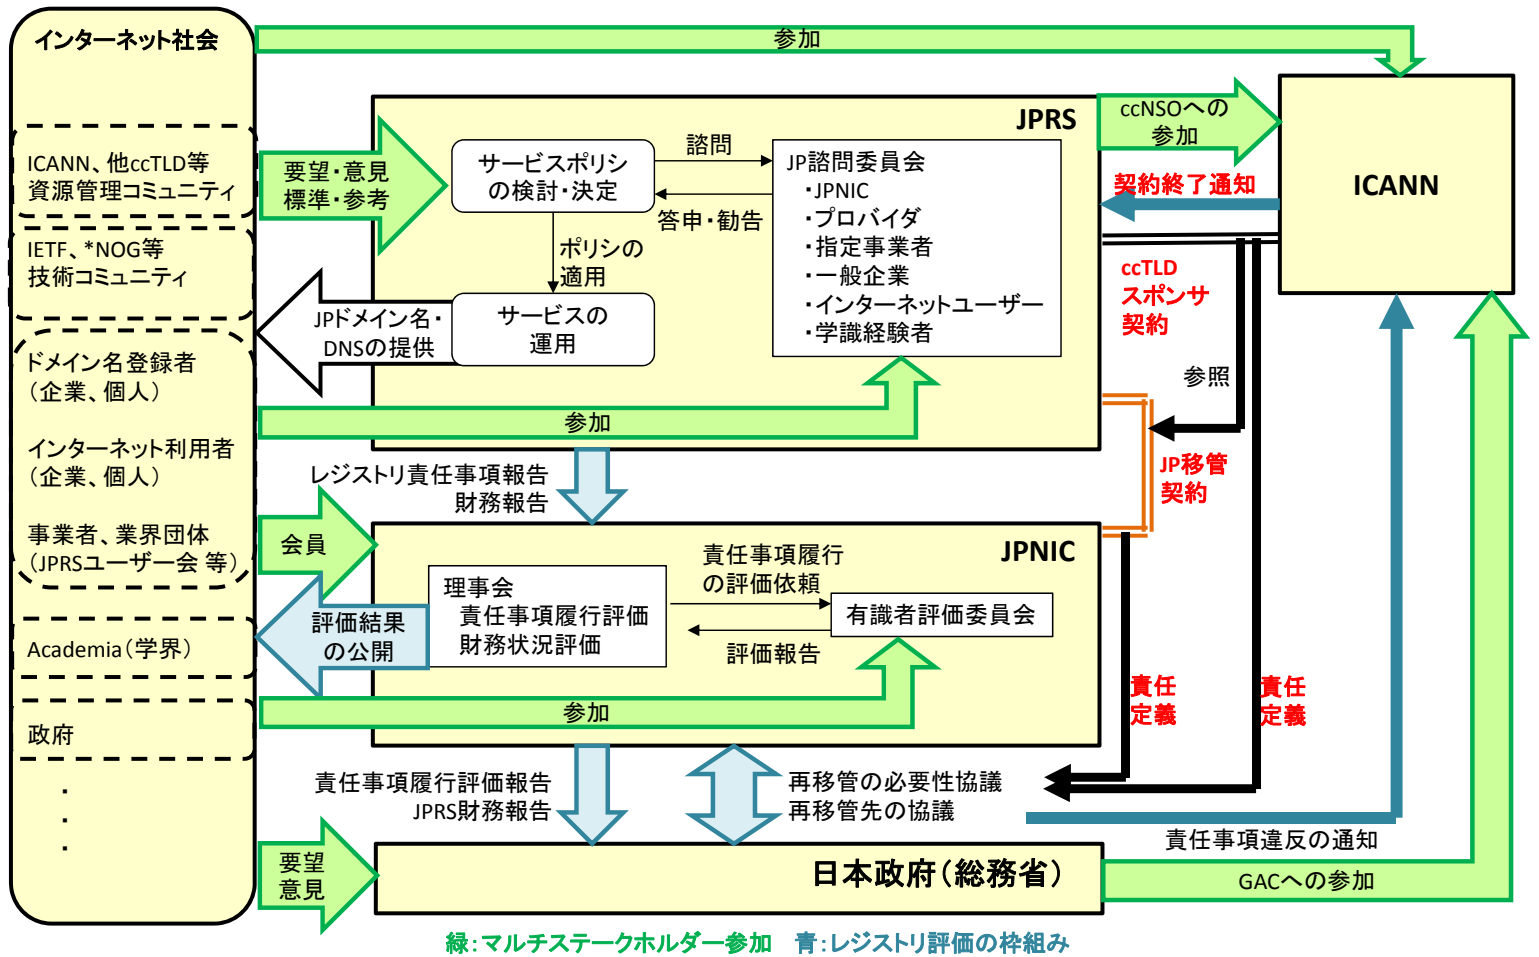 インターネット社会
ICANN、他ccTLD等
資源管理コミュニティ
IETF、*NOG等
技術コミュニティ
ドメイン名登録者
（企業、個人）
インターネット利用者
（企業、個人）
事業者、業界団体
（JPRSユーザー会 等）
Academia（学界）
政府
・
・
・
参加
JPRS
要望・意見
標準・参考
サービスポリシ
の検討・決定
諮問
答申・勧告
JP諮問委員会
・JPNIC
・プロバイダ
・指定事業者
・一般企業
・インターネットユーザー
・学識経験者
ポリシの
適用
サービスの
運用
JPドメイン名・
DNSの提供
参加
ccNSOへの
参加
ICANN
契約終了通知
ccTLD
スポンサ
契約
参照
JP移管
契約
レジストリ責任事項報告
財務報告
会員
JPNIC
責任事項履行
の評価依頼
理事会
責任事項履行評価
財務状況評価
有識者評価委員会
評価報告
評価結果
の公開
参加
責任
定義
責任
定義
責任事項履行評価報告
JPRS財務報告
再移管の必要性協議
再移管先の協議
責任事項違反の通知
要望
意見
日本政府（総務省）
GACへの参加
緑：マルチステークホルダー参加 青：レジストリ評価の枠組み